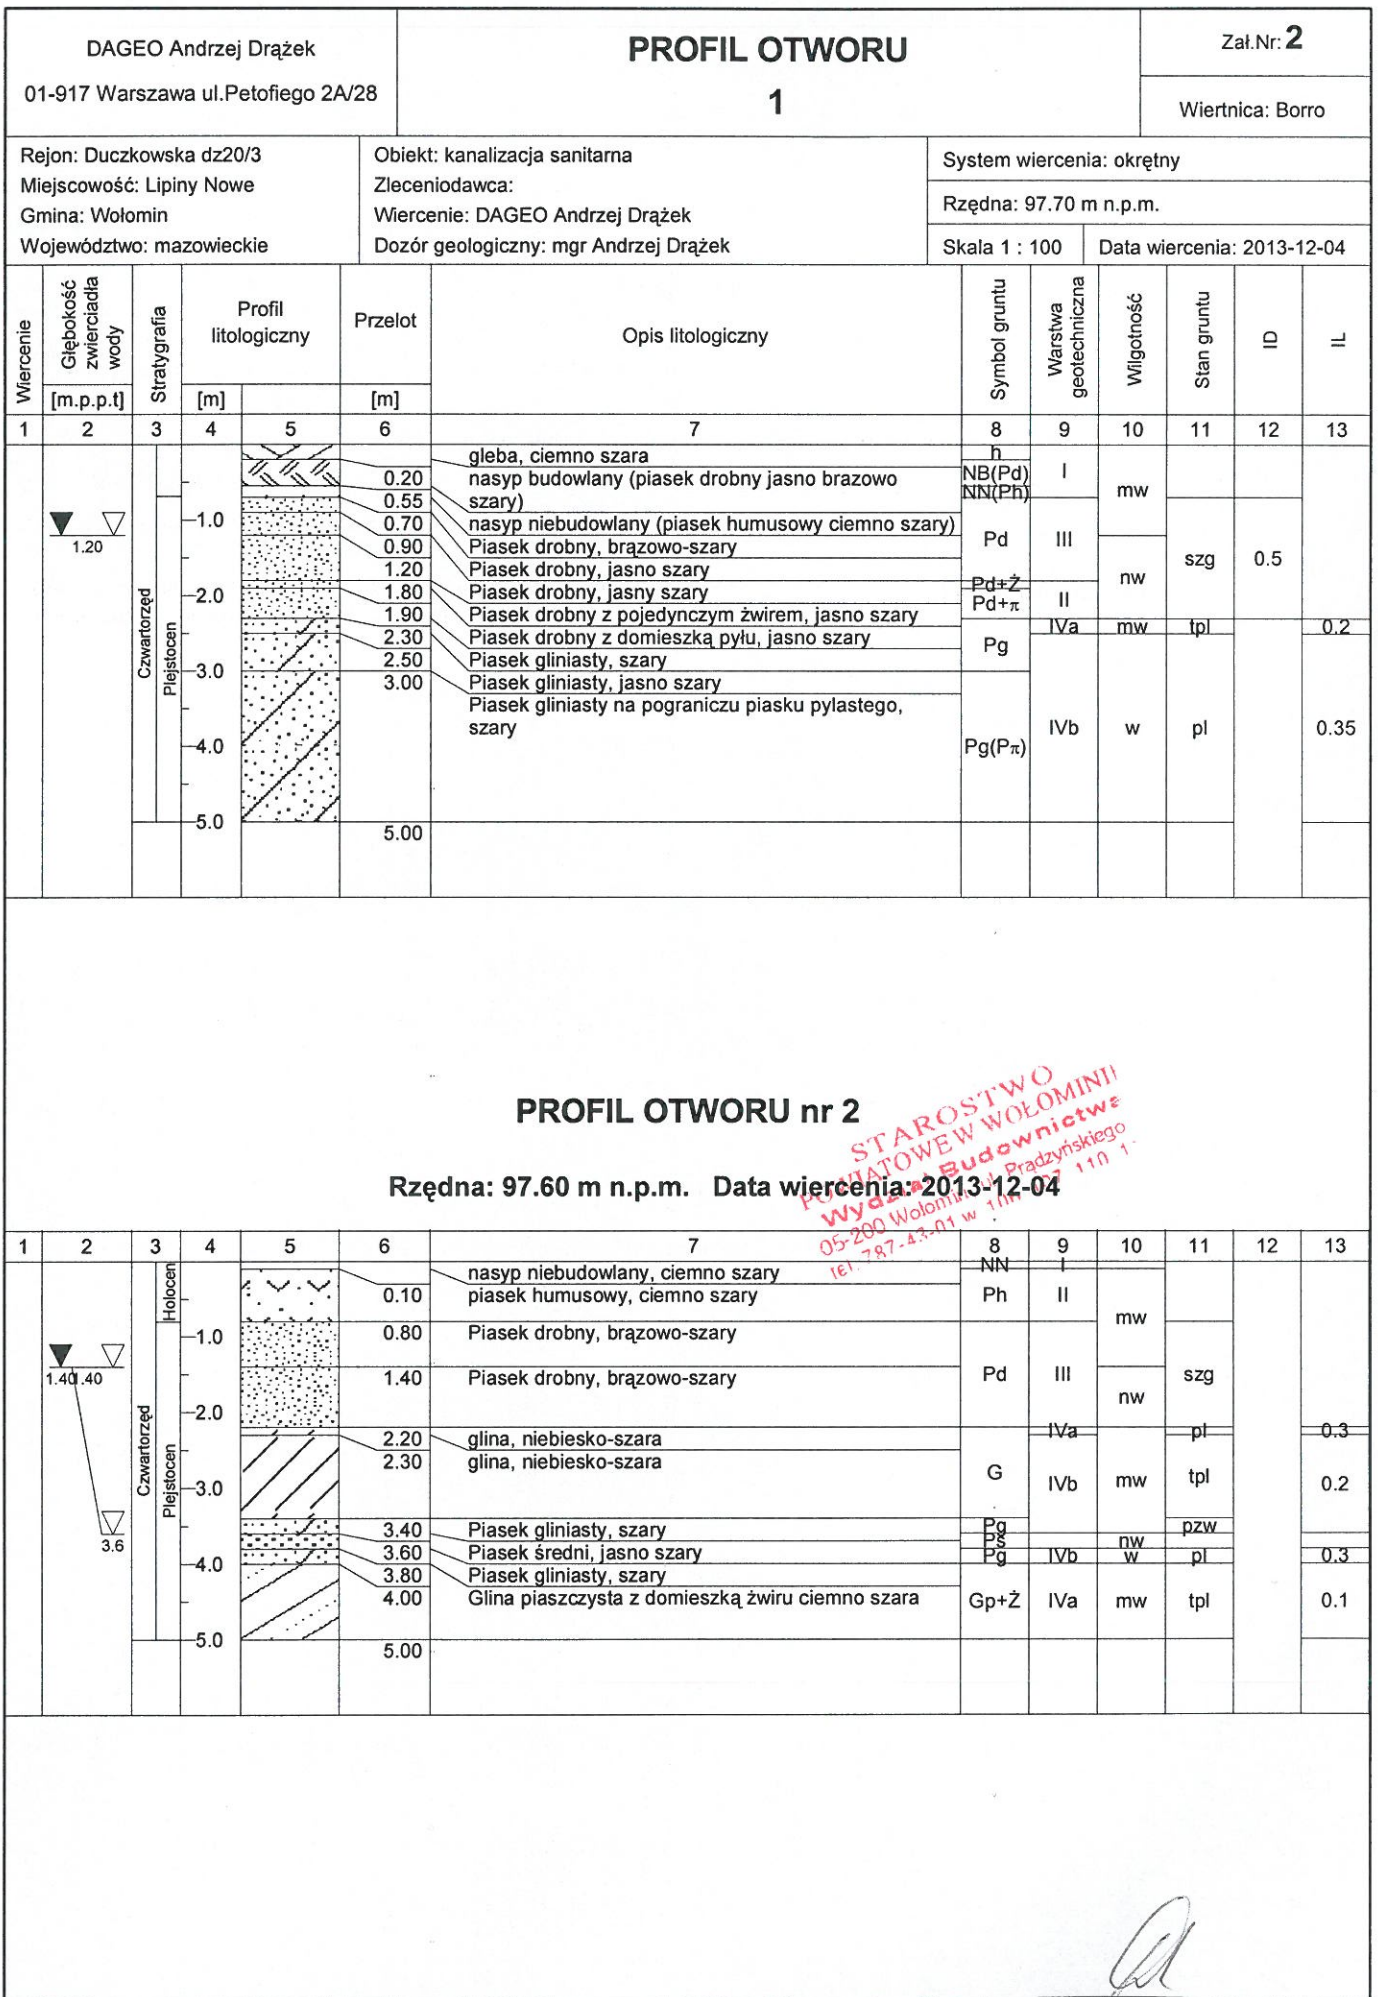 DAGEO Andrzej Drążek
01-917 Warszawa ul.Petofiego 2A/28
PROFIL OTWORU
1
Zał.Nr: 2
Wiertnica: Borro
Rejon: Duczkowska dz20/3
Miejscowość: Lipiny Nowe
Gmina: Wołomin
Województwo: mazowieckie
Obiekt: kanalizacja sanitarna
Zleceniodawca:
Wiercenie: DAGEO Andrzej Drążek
Dozór geologiczny: mgr Andrzej Drążek
System wiercenia: okrętny
Rzędna: 97.70 m n.p.m.
Skala 1 : 100 Data wiercenia: 2013-12-04
Wiercenie
Głębokość zwierciadła wody
[m.p.p.t]
Stratygrafia
Profil litologiczny
[m]
Przelot
[m]
Opis litologiczny
Symbol gruntu
Warstwa geotechniczna
Wilgotność
Stan gruntu
ID
IL
1 2 3 4 5 6 7 8 9 10 11 12 13
gleba, ciemno szara h
0.20 nasyp budowlany (piasek drobny jasno brazowo NB(Pd) I
szary) NN(Ph) mw
0.55
nasyp niebudowlany (piasek humusowy ciemno szary)
1.0 0.70
1.20 0.90 Piasek drobny, brązowo-szary Pd III
1.20 Piasek drobny, jasno szary szg 0.5
1.80 Piasek drobny, jasny szary Pd+Ż nw
2.0 1.90 Piasek drobny z pojedynczym żwirem, jasno szary Pd+π II
2.30 Piasek drobny z domieszką pyłu, jasno szary IVa mw tpl 0.2
2.50 Piasek gliniasty, szary Pg
3.0 3.00 Piasek gliniasty, jasno szary
Piasek gliniasty na pograniczu piasku pylastego,
szary IVb w pl 0.35
4.0 Pg(Pπ)
5.0 5.00
Czwartorzęd
Plejstocen
PROFIL OTWORU nr 2
Rzędna: 97.60 m n.p.m. Data wiercenia: 2013-12-04
STAROSTWO
POWIATOWE W WOŁOMINI
Wydział Budownictwa
05-200 Wołomin ul. Prądzyńskiego
tel. 787-43-01 w 110 1
1 2 3 4 5 6 7 8 9 10 11 12 13
nasyp niebudowlany, ciemno szary NN I
0.10 piasek humusowy, ciemno szary Ph II
mw
1.0 0.80 Piasek drobny, brązowo-szary
1.40 1.40 1.40 Piasek drobny, brązowo-szary Pd III szg
nw
2.0
2.20 glina, niebiesko-szara IVa pl 0.3
2.30 glina, niebiesko-szara
3.0 G IVb mw tpl 0.2
3.40 Piasek gliniasty, szary Pg pzw
3.6 3.60 Piasek średni, jasno szary Ps nw
4.0 3.80 Piasek gliniasty, szary Pg IVb w pl 0.3
4.00 Glina piaszczysta z domieszką żwiru ciemno szara Gp+Ż IVa mw tpl 0.1
5.0 5.00
Holocen
Czwartorzęd
Plejstocen